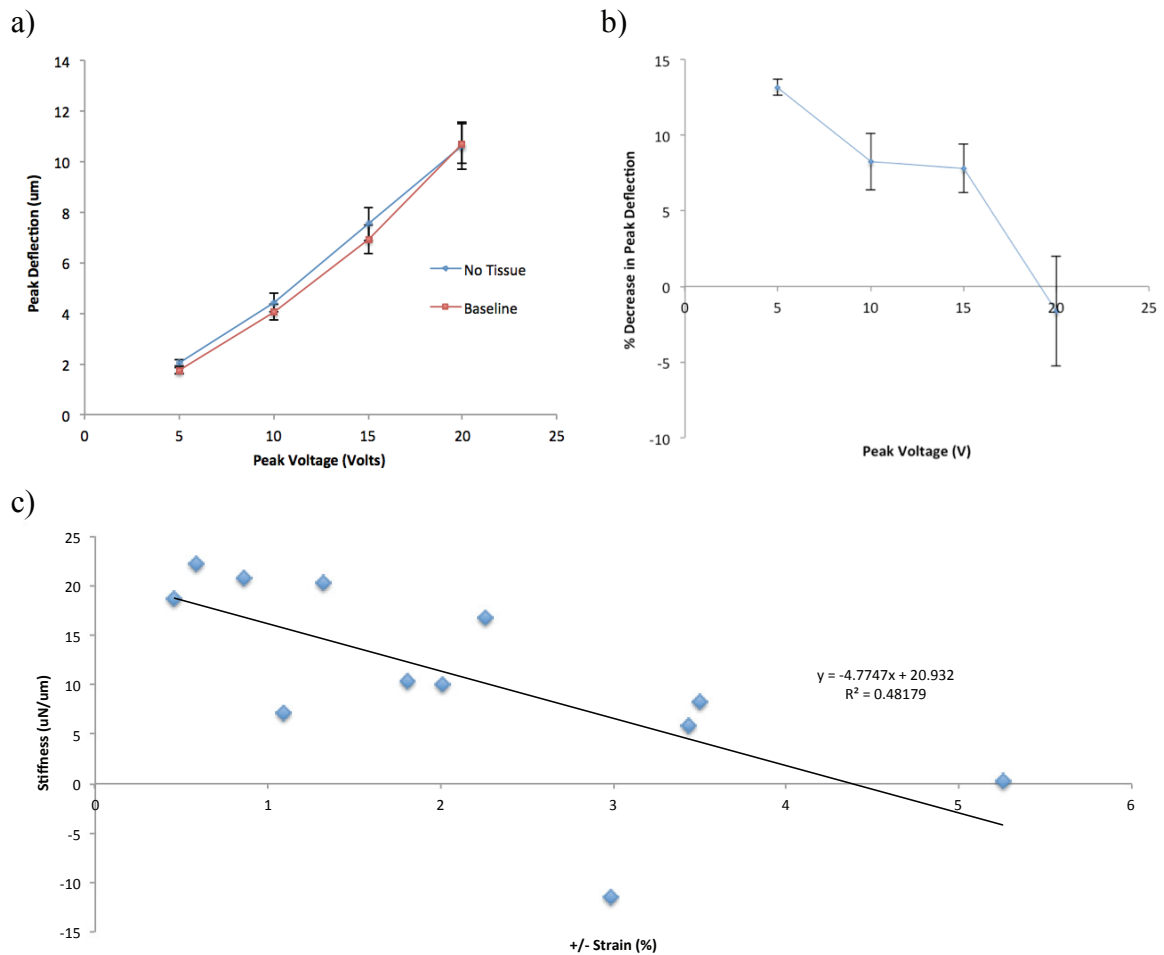 a)
14
12
10
8
6
4
2
0
Peak Deflection (um)
0 5 10 15 20 25
Peak Voltage (Volts)
No Tissue
Baseline
b)
15
10
5
0
-5
-10
% Decrease in Peak Deflection
0 5 10 15 20 25
Peak Voltage (V)
c)
25
20
15
10
5
0
-5
-10
-15
Stiffness (uN/um)
0 1 2 3 4 5 6
y = -4.7747x + 20.932
R² = 0.48179
+/- Strain (%)